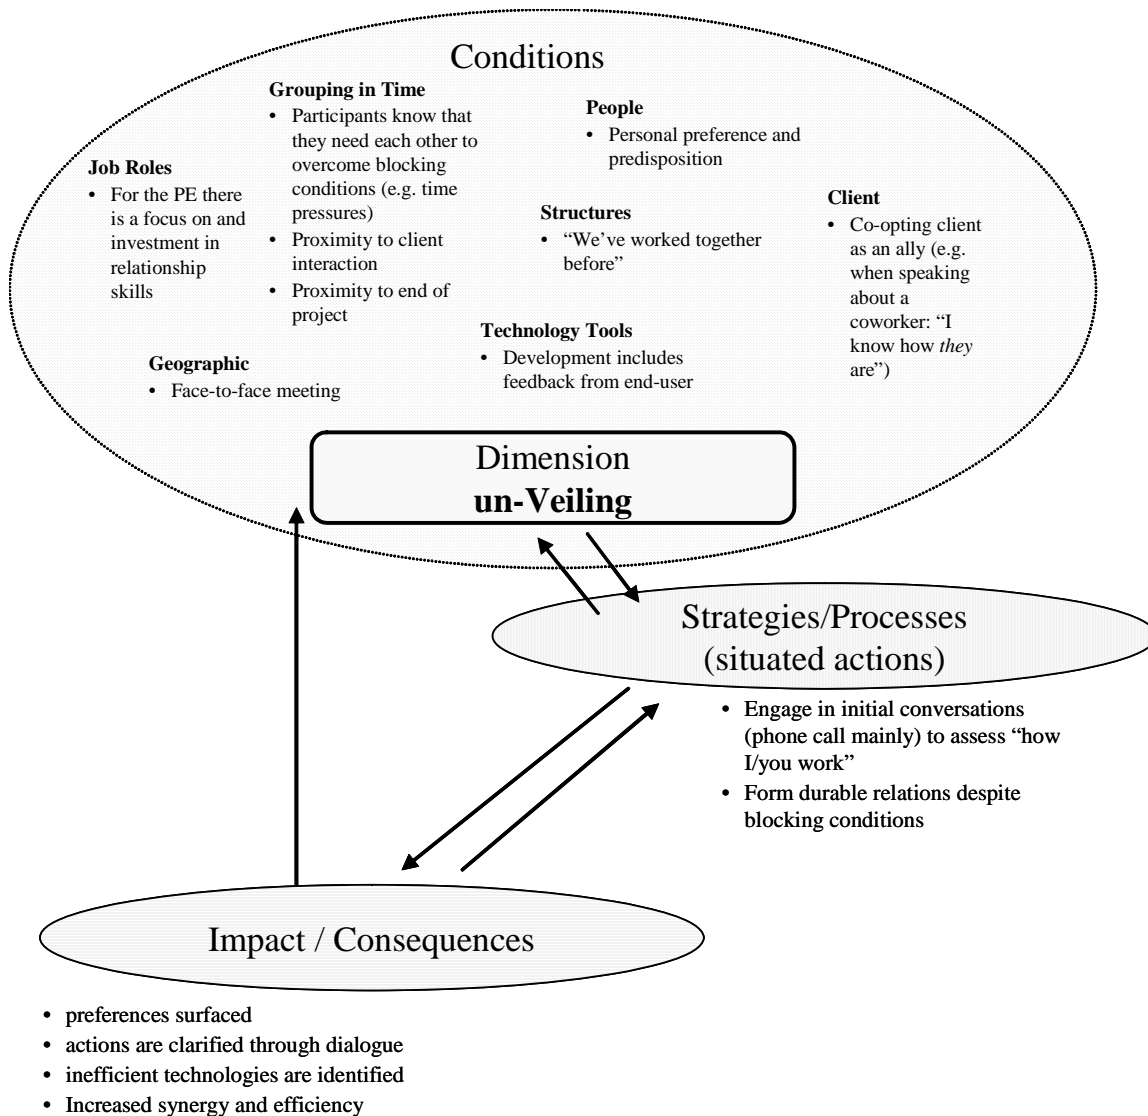 Conditions
Grouping in Time
• Participants know that
they need each other to
overcome blocking
conditions (e.g. time
pressures)
• Proximity to client
interaction
• Proximity to end of
project
People
• Personal preference and
predisposition
Job Roles
• For the PE there
is a focus on and
investment in
relationship
skills
Structures
• “We’ve worked together
before”
Client
• Co-opting client
as an ally (e.g.
when speaking
about a
coworker: “I
know how they
are”)
Geographic
• Face-to-face meeting
Technology Tools
• Development includes
feedback from end-user
Dimension
un-Veiling
Strategies/Processes
(situated actions)
• Engage in initial conversations
(phone call mainly) to assess “how
I/you work”
• Form durable relations despite
blocking conditions
Impact / Consequences
• preferences surfaced
• actions are clarified through dialogue
• inefficient technologies are identified
• Increased synergy and efficiency